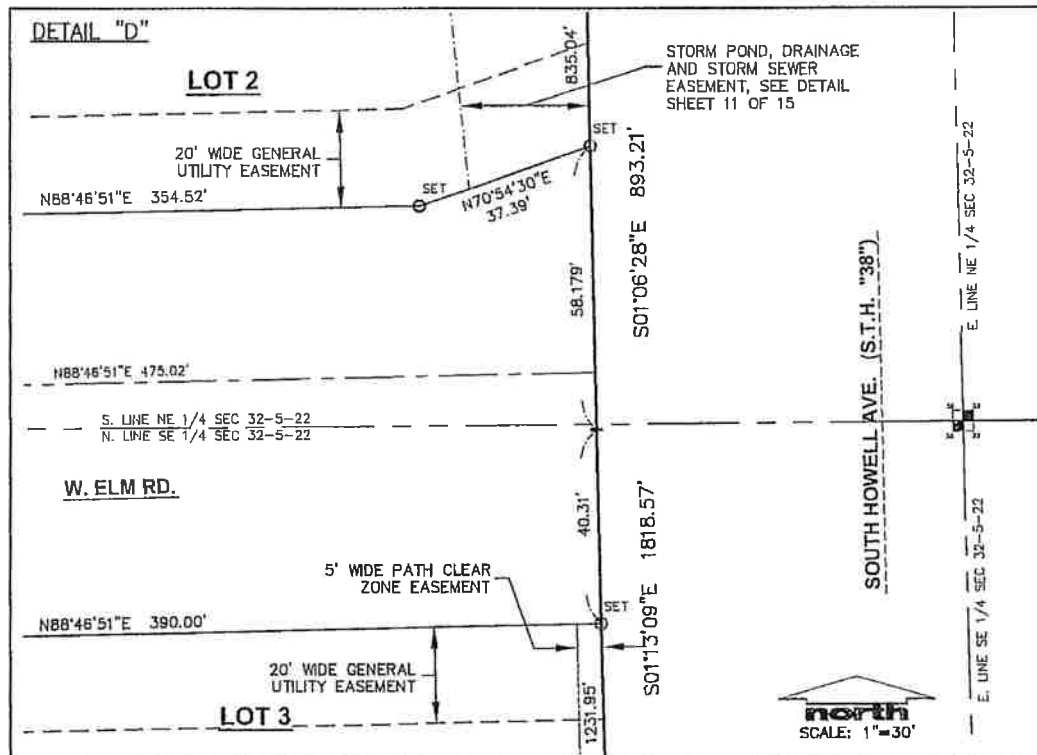 DETAIL "D"
LOT 2
835.04'
STORM POND, DRAINAGE
AND STORM SEWER
EASEMENT, SEE DETAIL
SHEET 11 OF 15
SET
20' WIDE GENERAL
UTILITY EASEMENT
SET
N70°54'30"E
37.39'
N88°46'51"E 354.52'
58.179'
S01°06'28"E 893.21'
E. LINE NE 1/4 SEC 32-5-22
SOUTH HOWELL AVE. (S.T.H. "38")
N88°46'51"E 475.02'
S. LINE NE 1/4 SEC 32-5-22
N. LINE SE 1/4 SEC 32-5-22
W. ELM RD.
40.31'
S01°13'09"E 1818.57'
E. LINE SE 1/4 SEC 32-5-22
5' WIDE PATH CLEAR
ZONE EASEMENT
SET
N88°46'51"E 390.00'
20' WIDE GENERAL
UTILITY EASEMENT
LOT 3
1231.95'
north
SCALE: 1"=30'